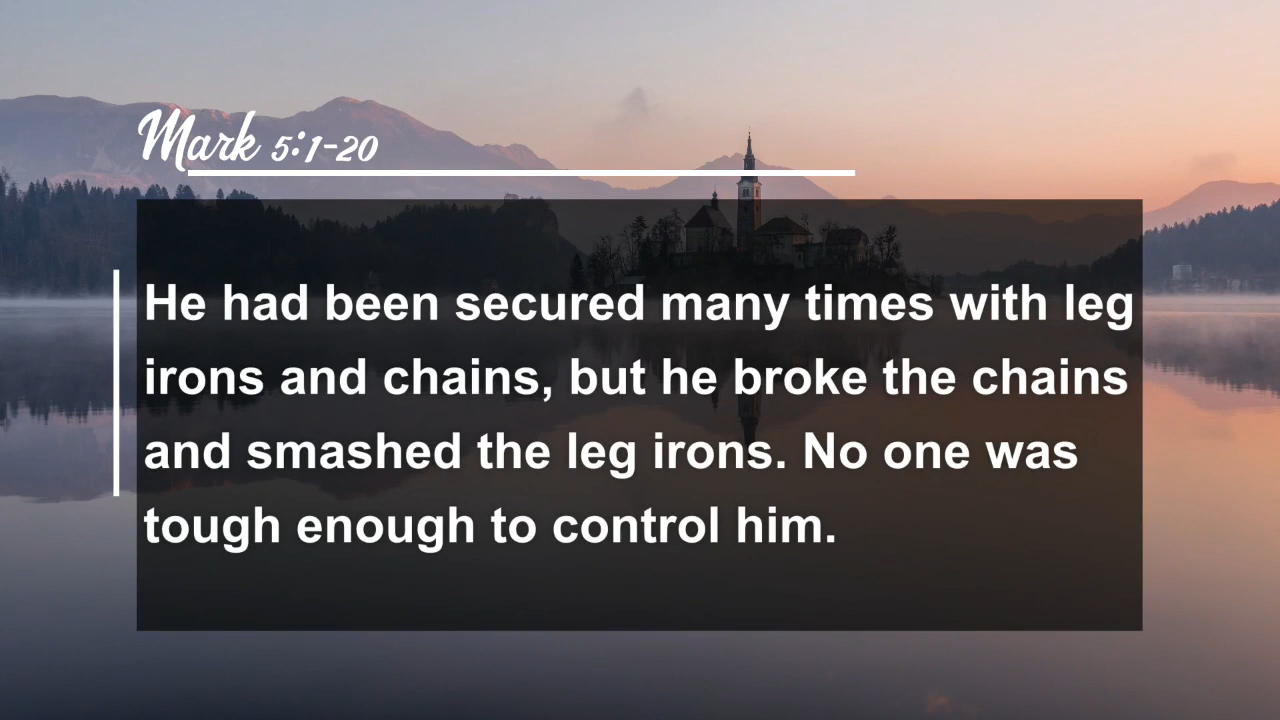 Mark 5:1-20
He had been secured many times with leg
irons and chains, but he broke the chains
and smashed the leg irons. No one was
tough enough to control him.